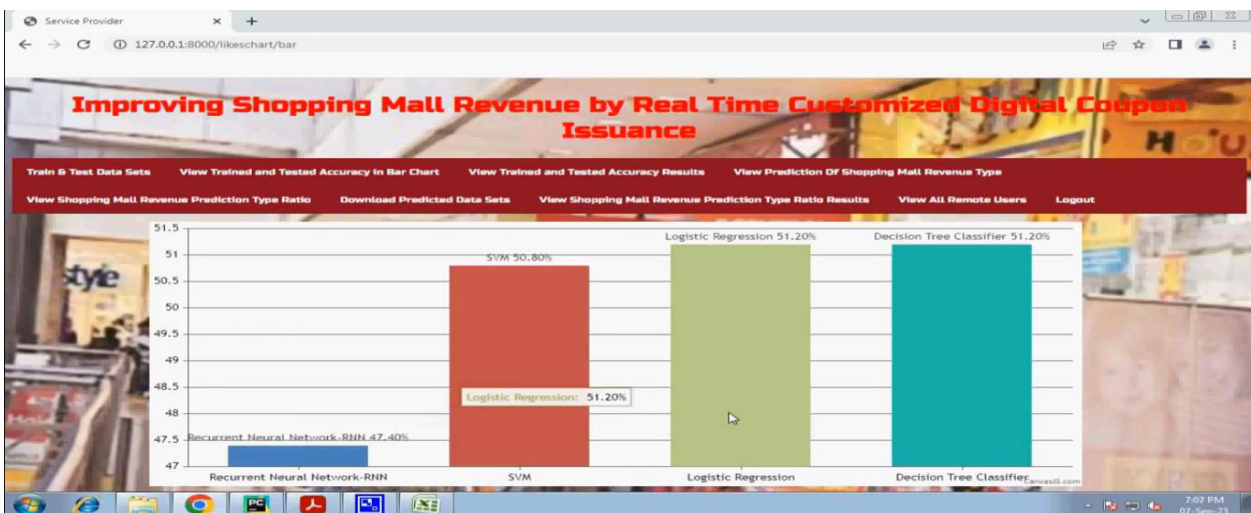 Service Provider
127.0.0.1:8000/likeschart/bar
Improving Shopping Mall Revenue by Real Time Customized Digital Coupon
Issuance
Train & Test Data Sets View Trained and Tested Accuracy in Bar Chart View Trained and Tested Accuracy Results View Prediction Of Shopping Mall Revenue Type
View Shopping Mall Revenue Prediction Type Ratio Download Predicted Data Sets View Shopping Mall Revenue Prediction Type Ratio Results View All Remote Users Logout
style
51.5
Logistic Regression 51.20% Decision Tree Classifier 51.20%
51
SVM 50.80%
50.5
50
49.5
49
48.5
Logistic Regression: 51.20%
48
47.5
Recurrent Neural Network-RNN 47.40%
47
Recurrent Neural Network-RNN SVM Logistic Regression Decision Tree Classifier
CanvasJS.com
PC
7:07 PM
07-Sep-23